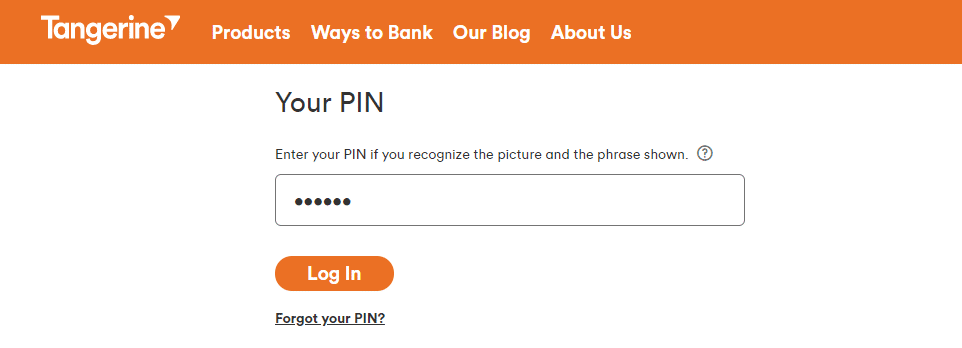 Tangerine Products Ways to Bank Our Blog About Us
Your PIN
Enter your PIN if you recognize the picture and the phrase shown. ?
••••••
Log In
Forgot your PIN?